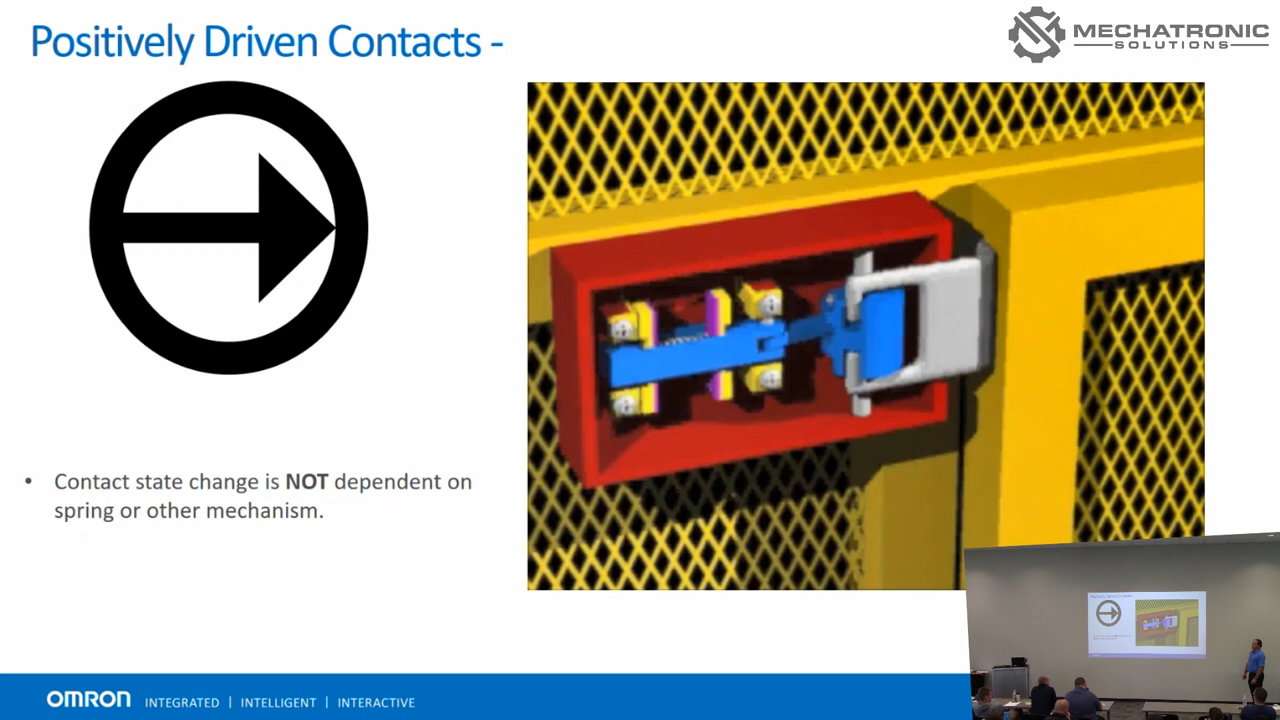 Positively Driven Contacts -
MECHATRONIC
SOLUTIONS
• Contact state change is NOT dependent on
spring or other mechanism.
OMRON INTEGRATED | INTELLIGENT | INTERACTIVE